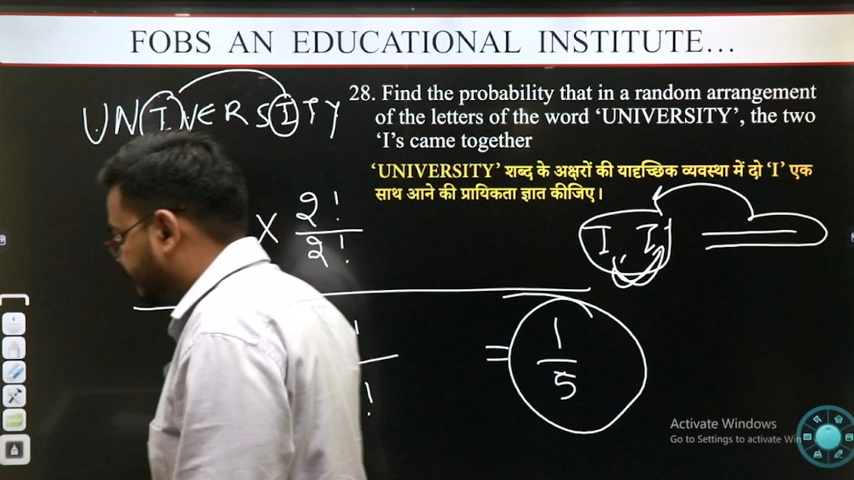 FOBS AN EDUCATIONAL INSTITUTE...
UNIVERSITY
28. Find the probability that in a random arrangement
of the letters of the word 'UNIVERSITY', the two
'I's came together
'UNIVERSITY' शब्द के अक्षरों की यादृच्छिक व्यवस्था में दो 'I' एक
साथ आने की प्रायिकता ज्ञात कीजिए।
× 2!
2!
I, I
!
= 1
5
Activate Windows
Go to Settings to activate Win